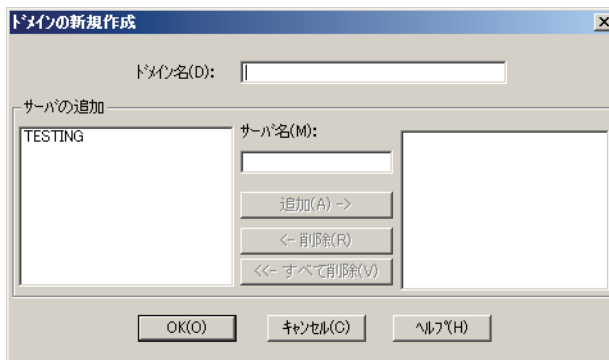 ﾄﾞﾒｲﾝの新規作成
ﾄﾞﾒｲﾝ名(D):
ｻｰﾊﾞの追加
TESTING
ｻｰﾊﾞ名(M):
追加(A) ->
<- 削除(R)
<<- すべて削除(V)
OK(O)
ｷｬﾝｾﾙ(C)
ﾍﾙﾌﾟ(H)